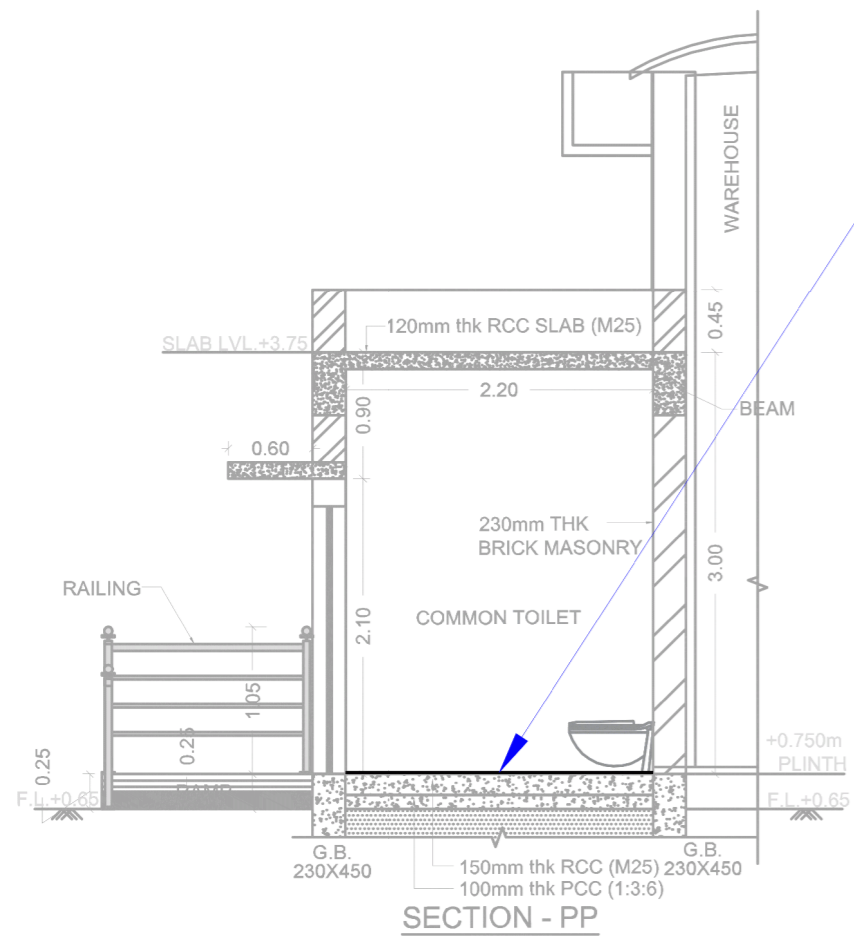 WAREHOUSE
0.45
120mm thk RCC SLAB (M25)
SLAB LVL.+3.75
2.20
0.90
BEAM
0.60
230mm THK
BRICK MASONRY
3.00
RAILING
COMMON TOILET
2.10
1.05
0.25
0.25
+0.750m
PLINTH
RAMP
F.L.+0.65
F.L.+0.65
G.B.
230X450
G.B.
230X450
150mm thk RCC (M25)
100mm thk PCC (1:3:6)
SECTION - PP